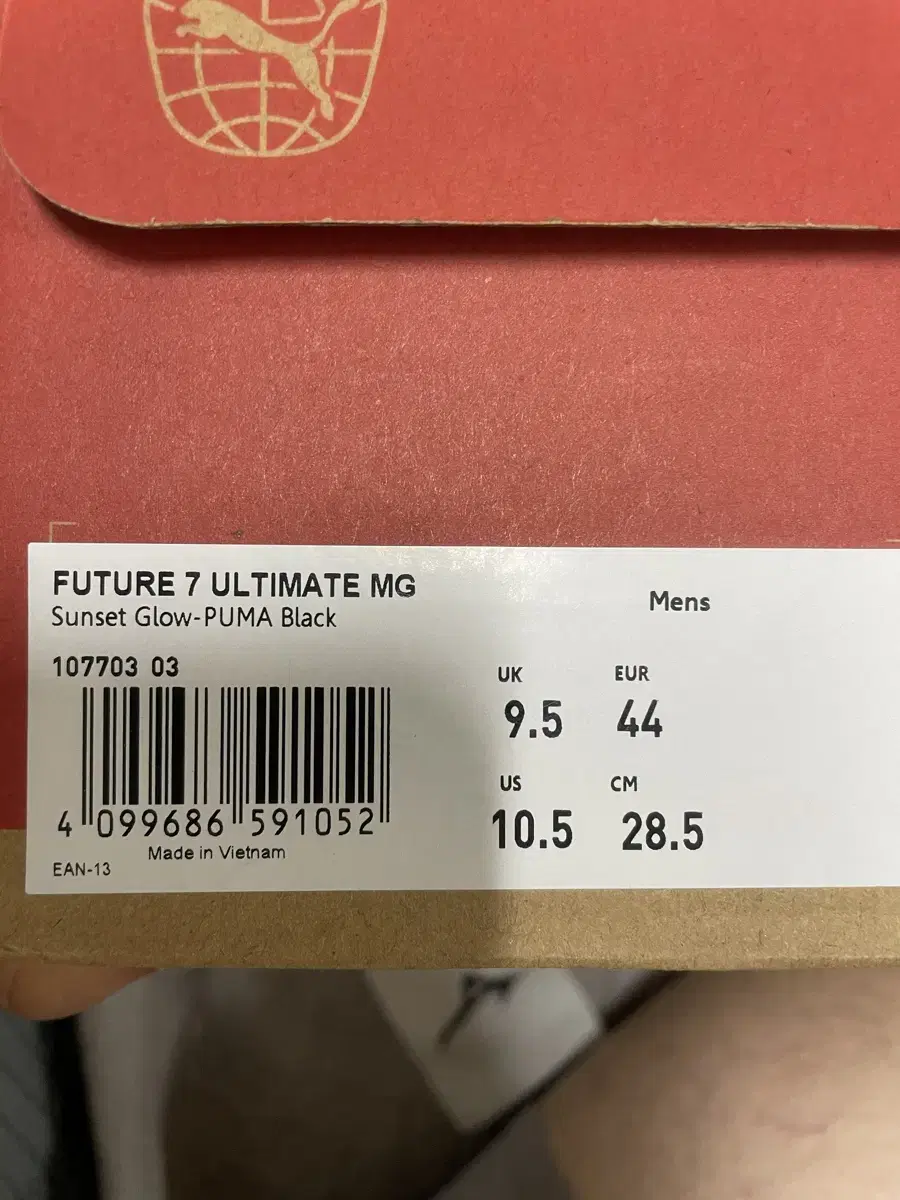 FUTURE 7 ULTIMATE MG
Sunset Glow-PUMA Black
Mens
107703 03
UK EUR
9.5 44
US CM
10.5 28.5
4 099686 591052
Made in Vietnam
EAN-13